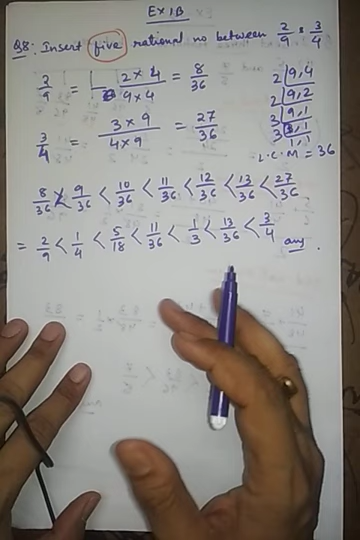 EX 1B
Q8: Insert five rational no between 2/9 & 3/4
2/9 = 2 × 4 / 9 × 4 = 8/36
3/4 = 3 × 9 / 4 × 9 = 27/36
2 | 9, 4
2 | 9, 2
3 | 9, 1
3 | 3, 1
1, 1
L.C.M = 36
8/36 < 9/36 < 10/36 < 11/36 < 12/36 < 13/36 < 27/36
= 2/9 < 1/4 < 5/18 < 11/36 < 1/3 < 13/36 < 3/4 ans.